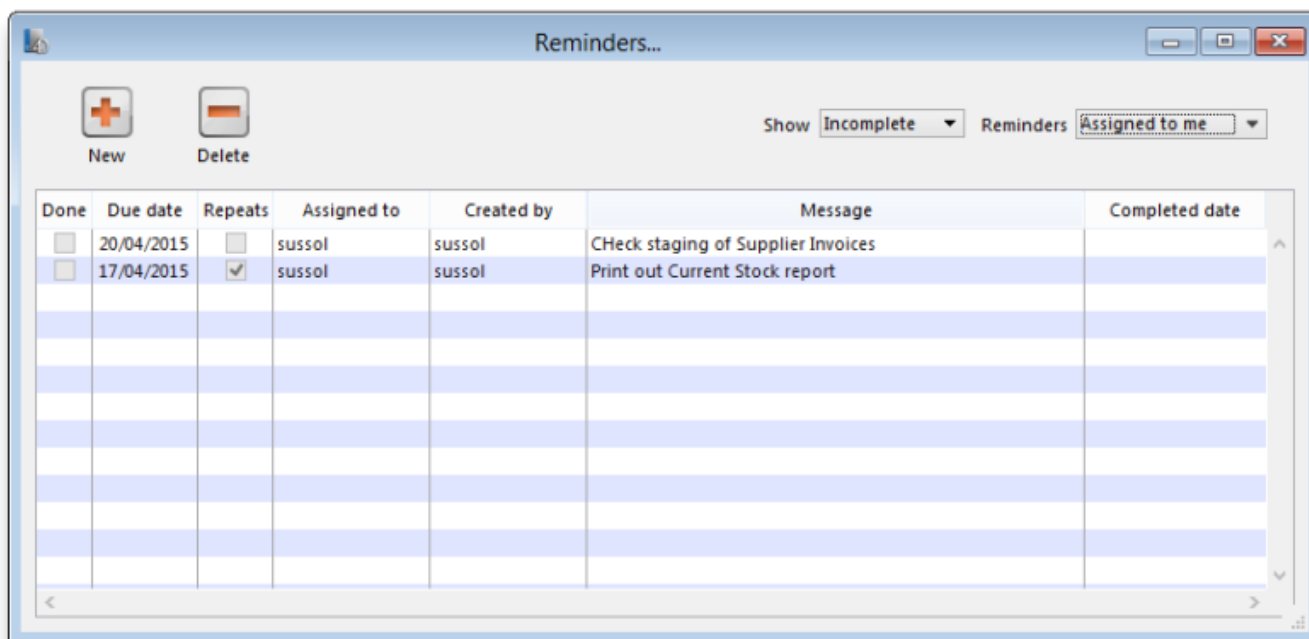 Reminders...
New
Delete
Show Incomplete Reminders Assigned to me
Done Due date Repeats Assigned to Created by Message Completed date
20/04/2015 sussol sussol CHeck staging of Supplier Invoices
17/04/2015 sussol sussol Print out Current Stock report